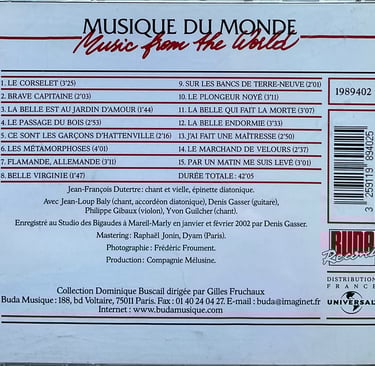 MUSIQUE DU MONDE
Music from the World
1. LE CORSELET (3'25)
2. BRAVE CAPITAINE (2'03)
3. LA BELLE EST AU JARDIN D'AMOUR (1'44)
4. LE PASSAGE DU BOIS (2'53)
5. CE SONT LES GARÇONS D'HATTENVILLE (2'16)
6. LES MÉTAMORPHOSES (4'01)
7. FLAMANDE, ALLEMANDE (3'11)
8. BELLE VIRGINIE (4'47)
9. SUR LES BANCS DE TERRE-NEUVE (2'01)
10. LE PLONGEUR NOYÉ (3'11)
11. LA BELLE QUI FAIT LA MORTE (3'07)
12. LA BELLE ENDORMIE (3'33)
13. J'AI FAIT UNE MAÎTRESSE (2'50)
14. LE MARCHAND DE VELOURS (2'37)
15. PAR UN MATIN ME SUIS LEVÉ (3'01)
DURÉE TOTALE : 42'05
Jean-François Dutertre : chant et vielle, épinette diatonique.
Avec Jean-Loup Baly (chant, accordéon diatonique), Denis Gasser (guitare),
Philippe Gibaux (violon), Yvon Guilcher (chant).
Enregistré au Studio des Bigaudes à Mareil-Marly en janvier et février 2002 par Denis Gasser.
Mastering : Raphaël Jonin, Dyam (Paris).
Photographie : Frédéric Froument.
Production : Compagnie Mélusine.
Collection Dominique Buscail dirigée par Gilles Fruchaux
Buda Musique : 188, bd Voltaire, 75011 Paris. Fax : 01 40 24 04 27. E-mail : buda@imaginet.fr
Internet : www.budamusique.com
1989402
3 259119 894025
BUDA
Records
DISTRIBUTION
FRANCE
UNIVERSAL